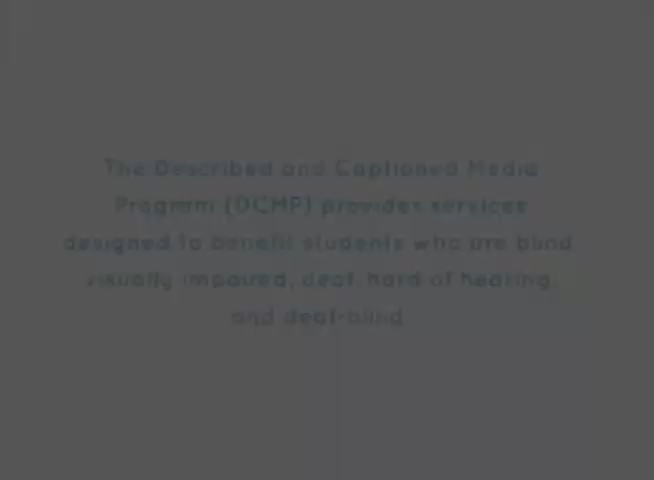 The Described and Captioned Media
Program (DCMP) provides services
designed to benefit students who are blind
visually impaired, deaf, hard of hearing,
and deaf-blind